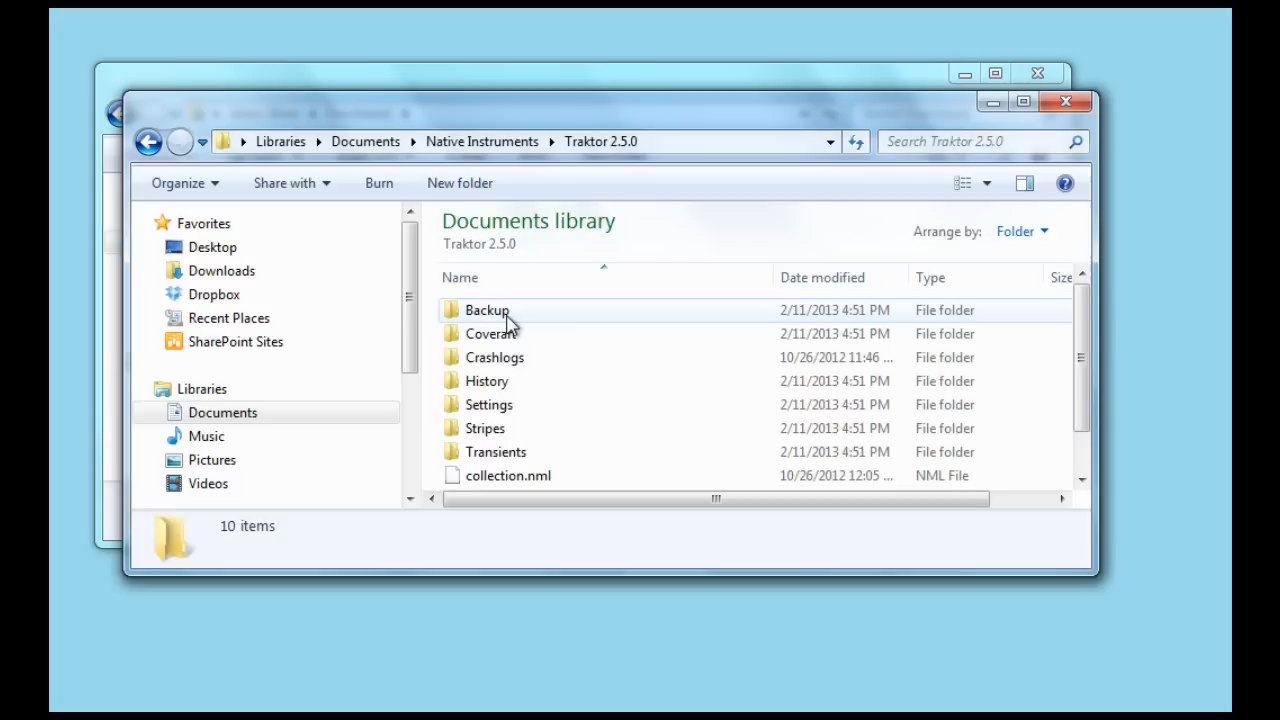 Libraries Documents Native Instruments Traktor 2.5.0
Search Traktor 2.5.0
Organize Share with Burn New folder
Favorites
Desktop
Downloads
Dropbox
Recent Places
SharePoint Sites
Libraries
Documents
Music
Pictures
Videos
Documents library
Traktor 2.5.0
Arrange by: Folder
Name Date modified Type Size
Backup 2/11/2013 4:51 PM File folder
Coverart 2/11/2013 4:51 PM File folder
Crashlogs 10/26/2012 11:46 ... File folder
History 2/11/2013 4:51 PM File folder
Settings 2/11/2013 4:51 PM File folder
Stripes 2/11/2013 4:51 PM File folder
Transients 2/11/2013 4:51 PM File folder
collection.nml 10/26/2012 12:05 ... NML File
10 items